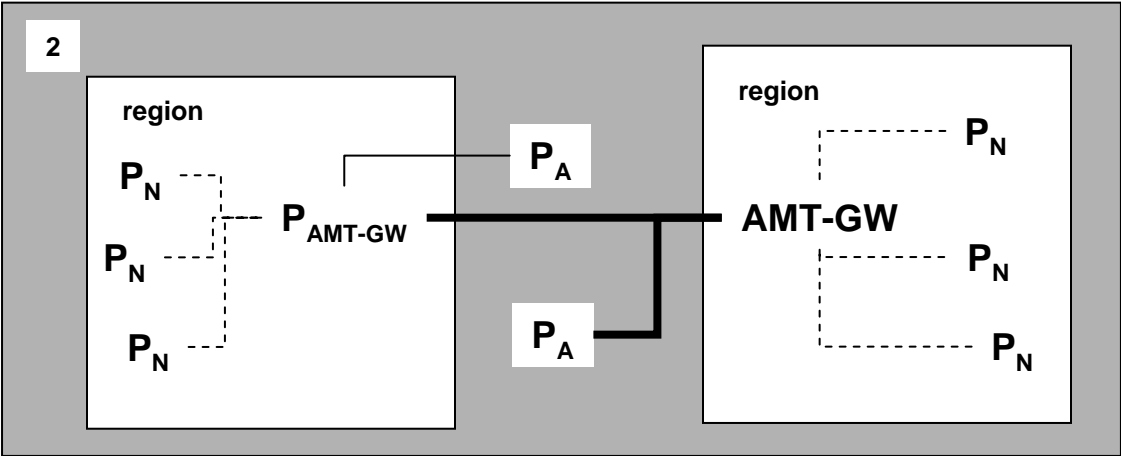 2
region
P_N
P_N
P_N
P_AMT-GW
P_A
P_A
region
P_N
AMT-GW
P_N
P_N